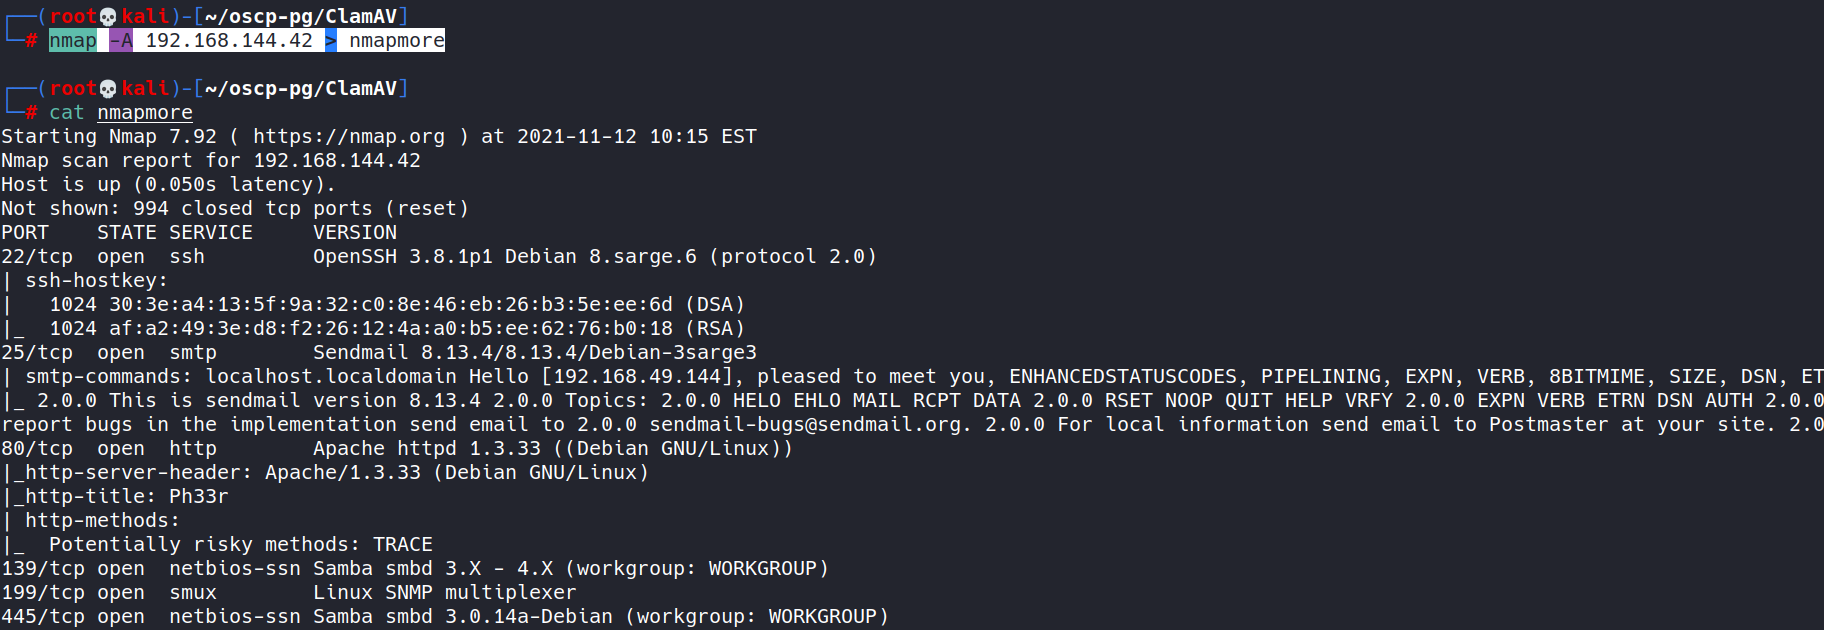 ┌──(root💀kali)-[~/oscp-pg/ClamAV]
└─# nmap -A 192.168.144.42 > nmapmore
┌──(root💀kali)-[~/oscp-pg/ClamAV]
└─# cat nmapmore
Starting Nmap 7.92 ( https://nmap.org ) at 2021-11-12 10:15 EST
Nmap scan report for 192.168.144.42
Host is up (0.050s latency).
Not shown: 994 closed tcp ports (reset)
PORT    STATE SERVICE     VERSION
22/tcp  open  ssh         OpenSSH 3.8.1p1 Debian 8.sarge.6 (protocol 2.0)
| ssh-hostkey:
|   1024 30:3e:a4:13:5f:9a:32:c0:8e:46:eb:26:b3:5e:ee:6d (DSA)
|_  1024 af:a2:49:3e:d8:f2:26:12:4a:a0:b5:ee:62:76:b0:18 (RSA)
25/tcp  open  smtp        Sendmail 8.13.4/8.13.4/Debian-3sarge3
| smtp-commands: localhost.localdomain Hello [192.168.49.144], pleased to meet you, ENHANCEDSTATUSCODES, PIPELINING, EXPN, VERB, 8BITMIME, SIZE, DSN, ET
|_ 2.0.0 This is sendmail version 8.13.4 2.0.0 Topics: 2.0.0 HELO EHLO MAIL RCPT DATA 2.0.0 RSET NOOP QUIT HELP VRFY 2.0.0 EXPN VERB ETRN DSN AUTH 2.0.0
report bugs in the implementation send email to 2.0.0 sendmail-bugs@sendmail.org. 2.0.0 For local information send email to Postmaster at your site. 2.0
80/tcp  open  http        Apache httpd 1.3.33 ((Debian GNU/Linux))
|_http-server-header: Apache/1.3.33 (Debian GNU/Linux)
|_http-title: Ph33r
| http-methods:
|_  Potentially risky methods: TRACE
139/tcp open  netbios-ssn Samba smbd 3.X - 4.X (workgroup: WORKGROUP)
199/tcp open  smux        Linux SNMP multiplexer
445/tcp open  netbios-ssn Samba smbd 3.0.14a-Debian (workgroup: WORKGROUP)